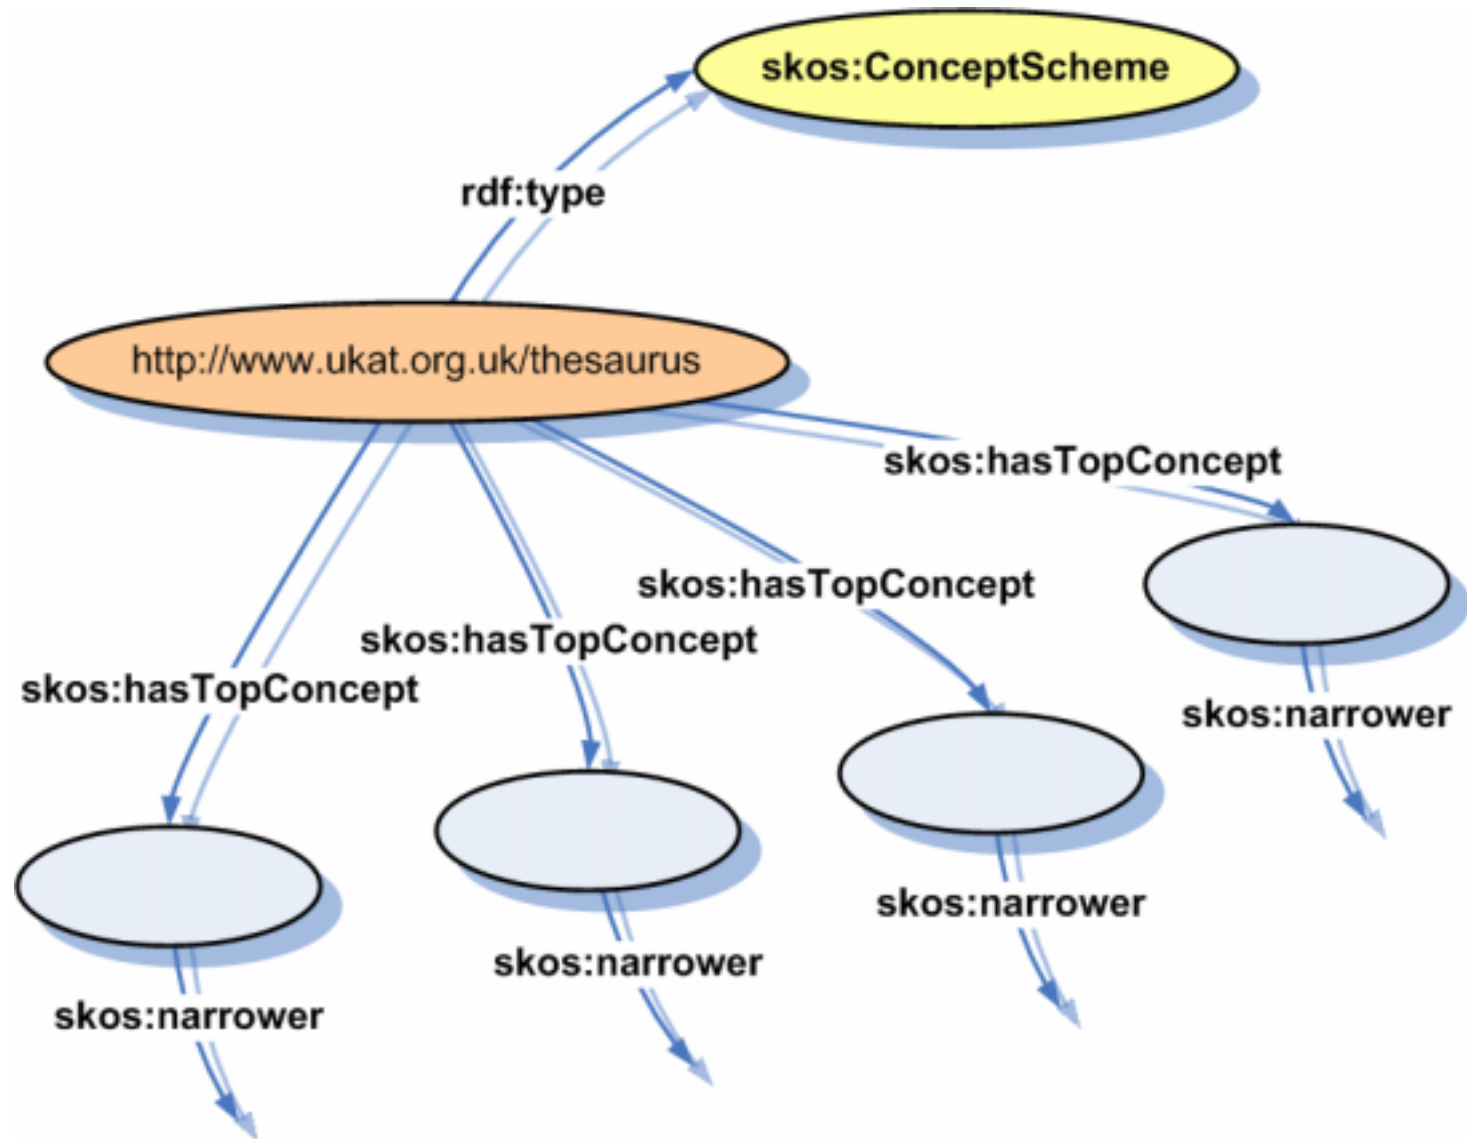 skos:ConceptScheme
rdf:type
http://www.ukat.org.uk/thesaurus
skos:hasTopConcept
skos:hasTopConcept
skos:hasTopConcept
skos:hasTopConcept
skos:narrower
skos:narrower
skos:narrower
skos:narrower